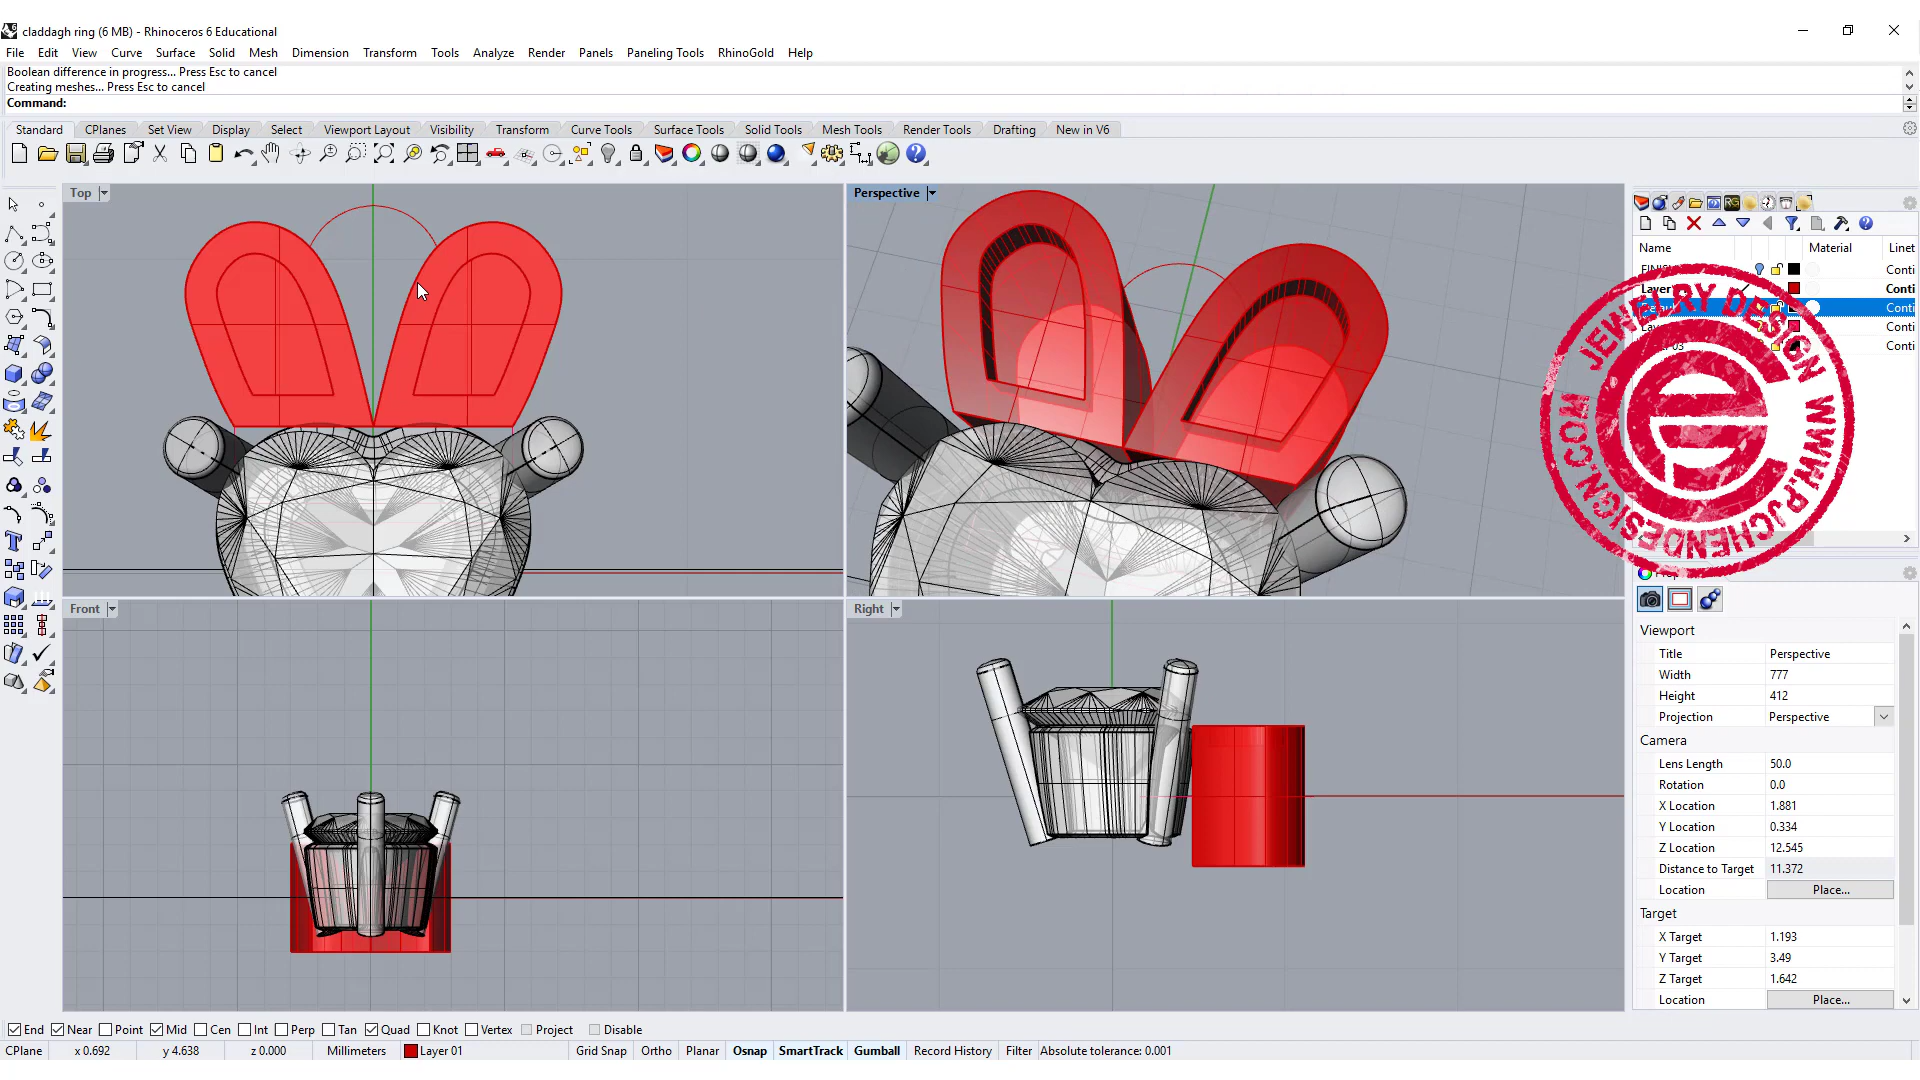 claddagh ring (6 MB) - Rhinoceros 6 Educational
File Edit View Curve Surface Solid Mesh Dimension Transform Tools Analyze Render Panels Paneling Tools RhinoGold Help
Boolean difference in progress... Press Esc to cancel
Creating meshes... Press Esc to cancel
Command:
Standard CPlanes Set View Display Select Viewport Layout Visibility Transform Curve Tools Surface Tools Solid Tools Mesh Tools Render Tools Drafting New in V6
Top
Perspective
Name Material Linet
Conti
Layer Conti
Conti
Conti
03 Conti
JEWELRY DESIGN WWW.PJCHENDESIGN.COM
Front
Right
Viewport
Title Perspective
Width 777
Height 412
Projection Perspective
Camera
Lens Length 50.0
Rotation 0.0
X Location 1.881
Y Location 0.334
Z Location 12.545
Distance to Target 11.372
Location Place...
Target
X Target 1.193
Y Target 3.49
Z Target 1.642
Location Place...
End Near Point Mid Cen Int Perp Tan Quad Knot Vertex Project Disable
CPlane x 0.692 y 4.638 z 0.000 Millimeters Layer 01 Grid Snap Ortho Planar Osnap SmartTrack Gumball Record History Filter Absolute tolerance: 0.001